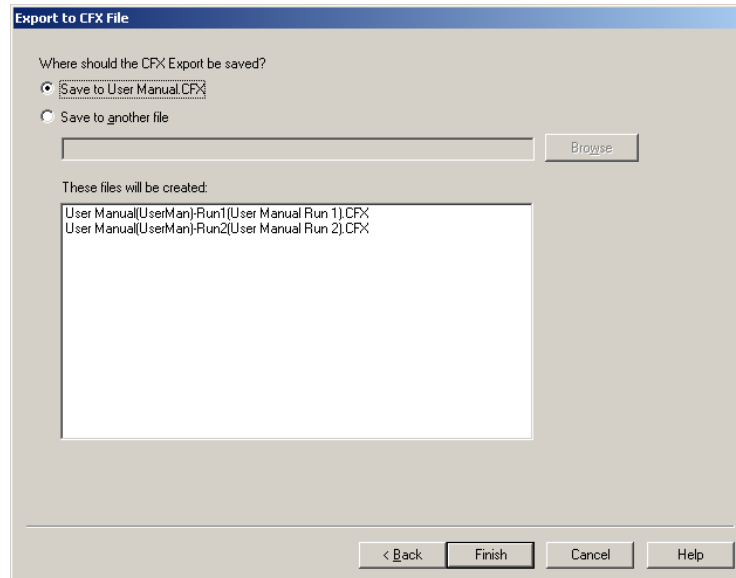 Export to CFX File
Where should the CFX Export be saved?
Save to User Manual.CFX
Save to another file
Browse
These files will be created:
User Manual(UserMan)-Run1(User Manual Run 1).CFX
User Manual(UserMan)-Run2(User Manual Run 2).CFX
< Back
Finish
Cancel
Help